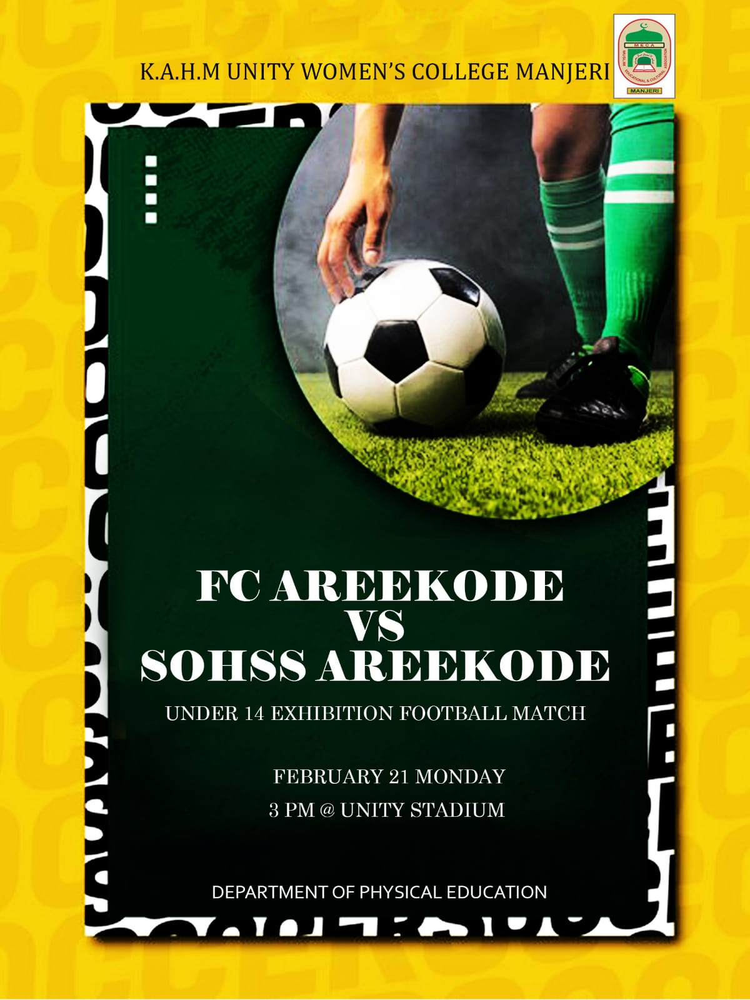 K.A.H.M UNITY WOMEN'S COLLEGE MANJERI
MECA
MUSLIM EDUCATIONAL & CULTURAL ASSOCIATION
MANJERI
FC AREEKODE
VS
SOHSS AREEKODE
UNDER 14 EXHIBITION FOOTBALL MATCH
FEBRUARY 21 MONDAY
3 PM @ UNITY STADIUM
DEPARTMENT OF PHYSICAL EDUCATION